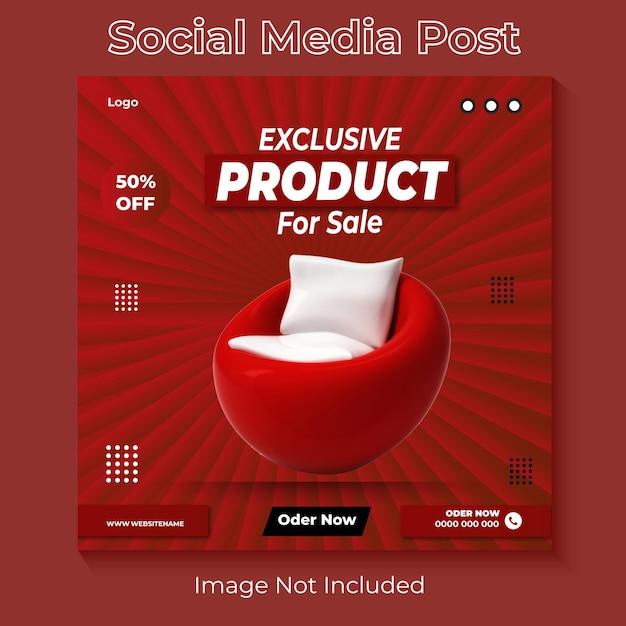 Social Media Post
Logo
EXCLUSIVE
PRODUCT
For Sale
50%
OFF
WWW.WEBSITENAME
Oder Now
ODER NOW
0000 000 000
Image Not Included